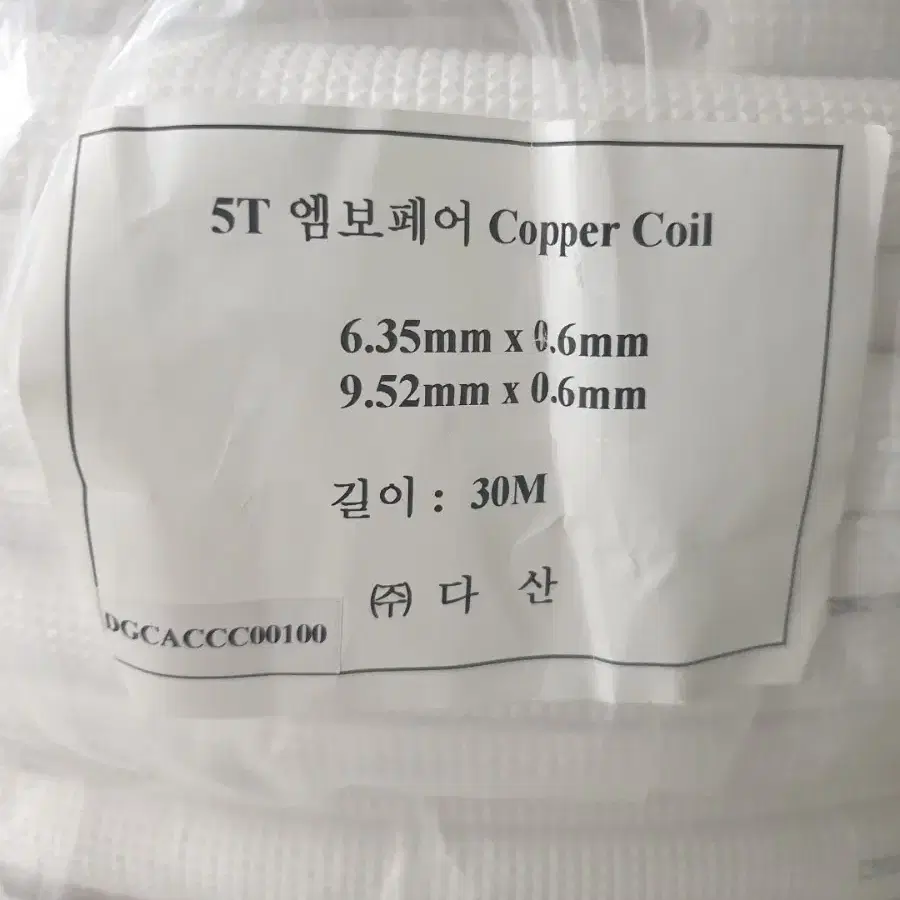 5T 엠보페어 Copper Coil
6.35mm x 0.6mm
9.52mm x 0.6mm
길이 : 30M
㈜ 다 산
DGCACCC00100